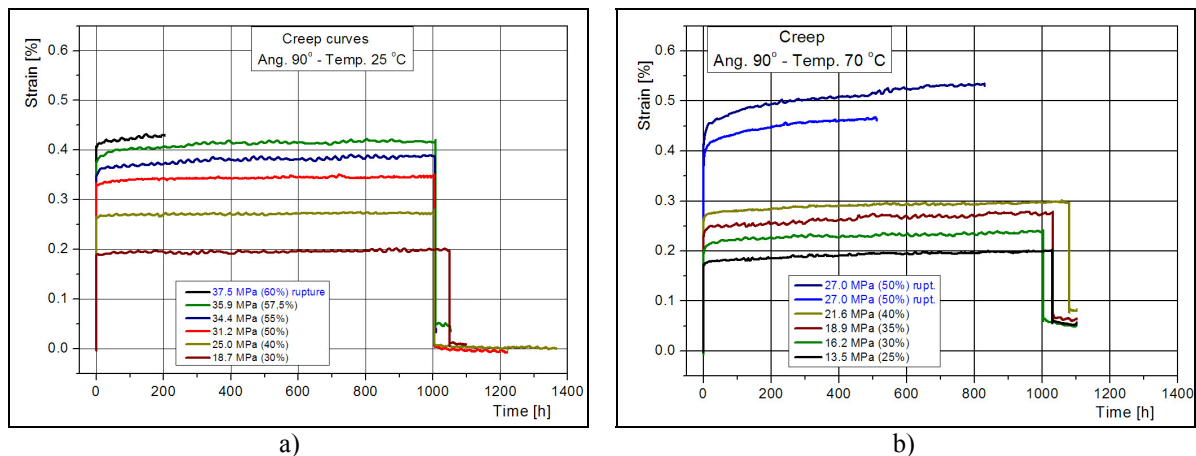 Creep curves
Ang. 90° - Temp. 25 °C
Strain [%]
0.6
0.5
0.4
0.3
0.2
0.1
0.0
37.5 MPa (60%) rupture
35.9 MPa (57,5%)
34.4 MPa (55%)
31.2 MPa (50%)
25.0 MPa (40%)
18.7 MPa (30%)
0 200 400 600 800 1000 1200 1400
Time [h]
a)
Creep
Ang. 90° - Temp. 70 °C
Strain [%]
0.6
0.5
0.4
0.3
0.2
0.1
0.0
27.0 MPa (50%) rupt.
27.0 MPa (50%) rupt.
21.6 MPa (40%)
18.9 MPa (35%)
16.2 MPa (30%)
13.5 MPa (25%)
0 200 400 600 800 1000 1200 1400
Time [h]
b)